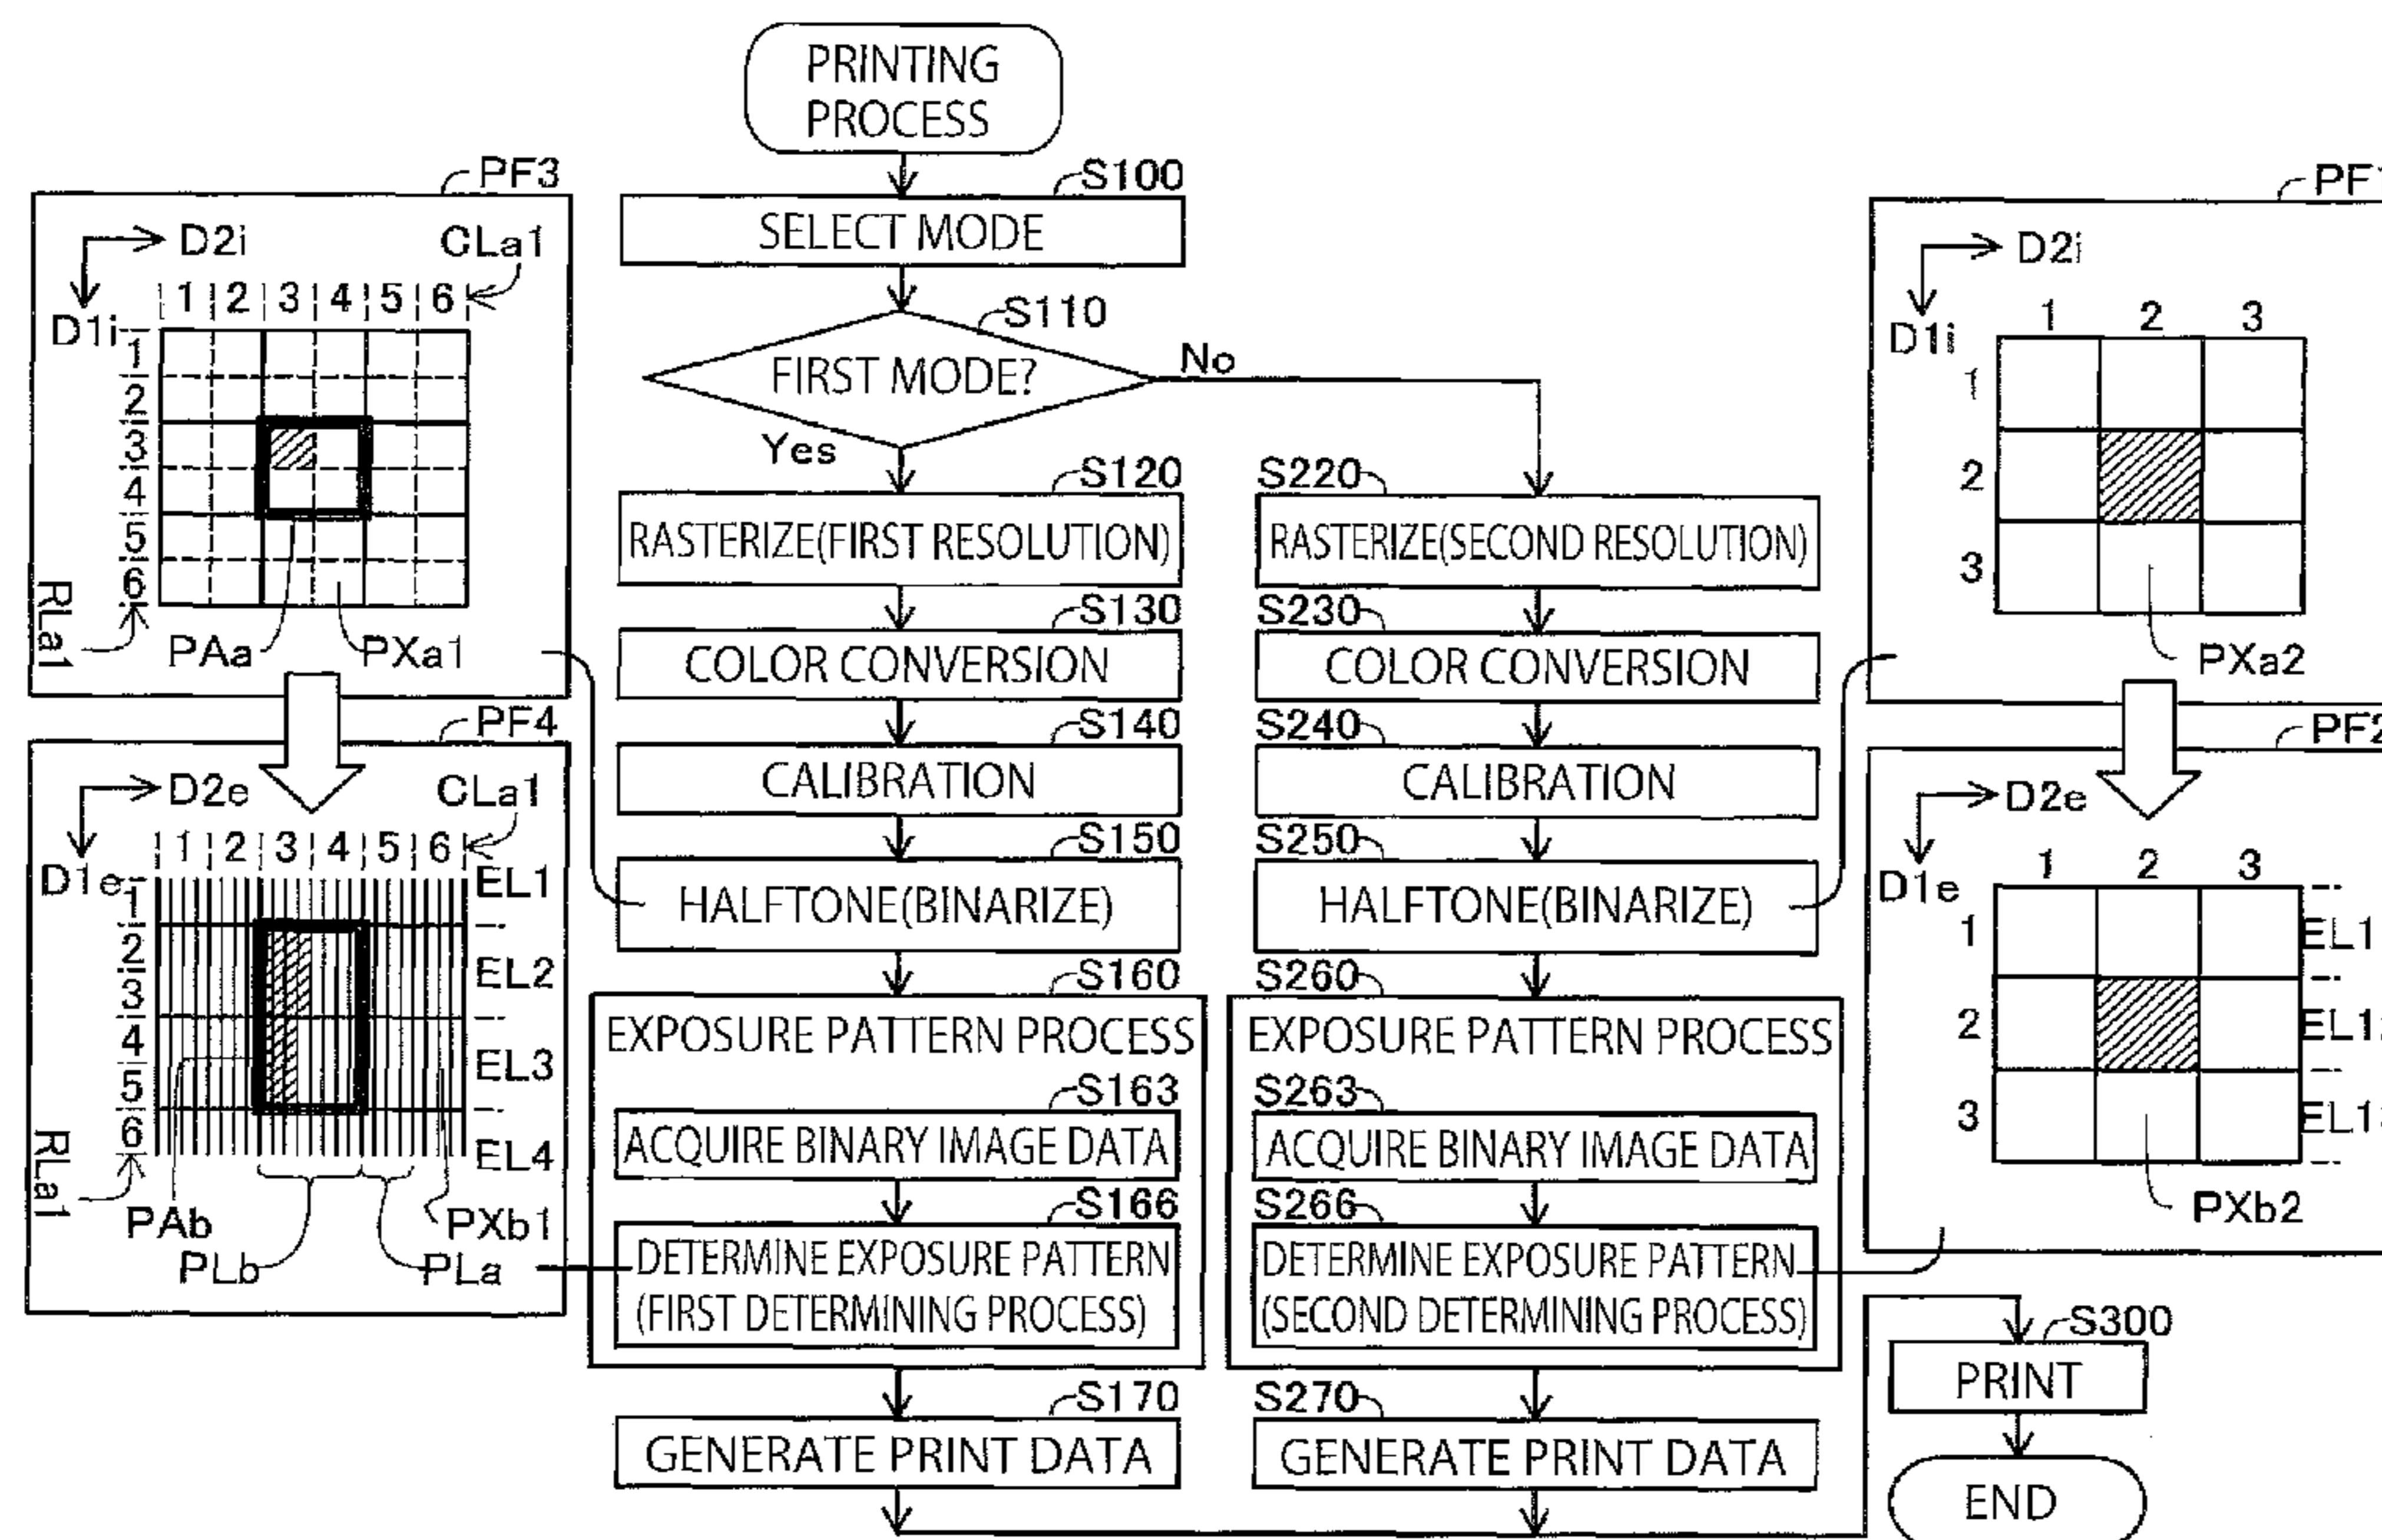 PRINTING
PROCESS
S100
SELECT MODE
S110
FIRST MODE?
No
Yes
S120
RASTERIZE(FIRST RESOLUTION)
S130
COLOR CONVERSION
S140
CALIBRATION
S150
HALFTONE(BINARIZE)
S160
EXPOSURE PATTERN PROCESS
S163
ACQUIRE BINARY IMAGE DATA
S166
DETERMINE EXPOSURE PATTERN
(FIRST DETERMINING PROCESS)
S170
GENERATE PRINT DATA
S220
RASTERIZE(SECOND RESOLUTION)
S230
COLOR CONVERSION
S240
CALIBRATION
S250
HALFTONE(BINARIZE)
S260
EXPOSURE PATTERN PROCESS
S263
ACQUIRE BINARY IMAGE DATA
S266
DETERMINE EXPOSURE PATTERN
(SECOND DETERMINING PROCESS)
S270
GENERATE PRINT DATA
S300
PRINT
END
PF3
D2i
CLa1
1 2 3 4 5 6
D1i
1
2
3
4
5
6
RLa1
PAa
PXa1
PF4
D2e
CLa1
1 2 3 4 5 6
D1e
EL1
1
2
EL2
3
4
EL3
5
6
EL4
RLa1
PAb
PXb1
PLb
PLa
D2i
D1i
1 2 3
1
2
3
PXa2
D2e
D1e
1 2 3
1
2
3
PXb2